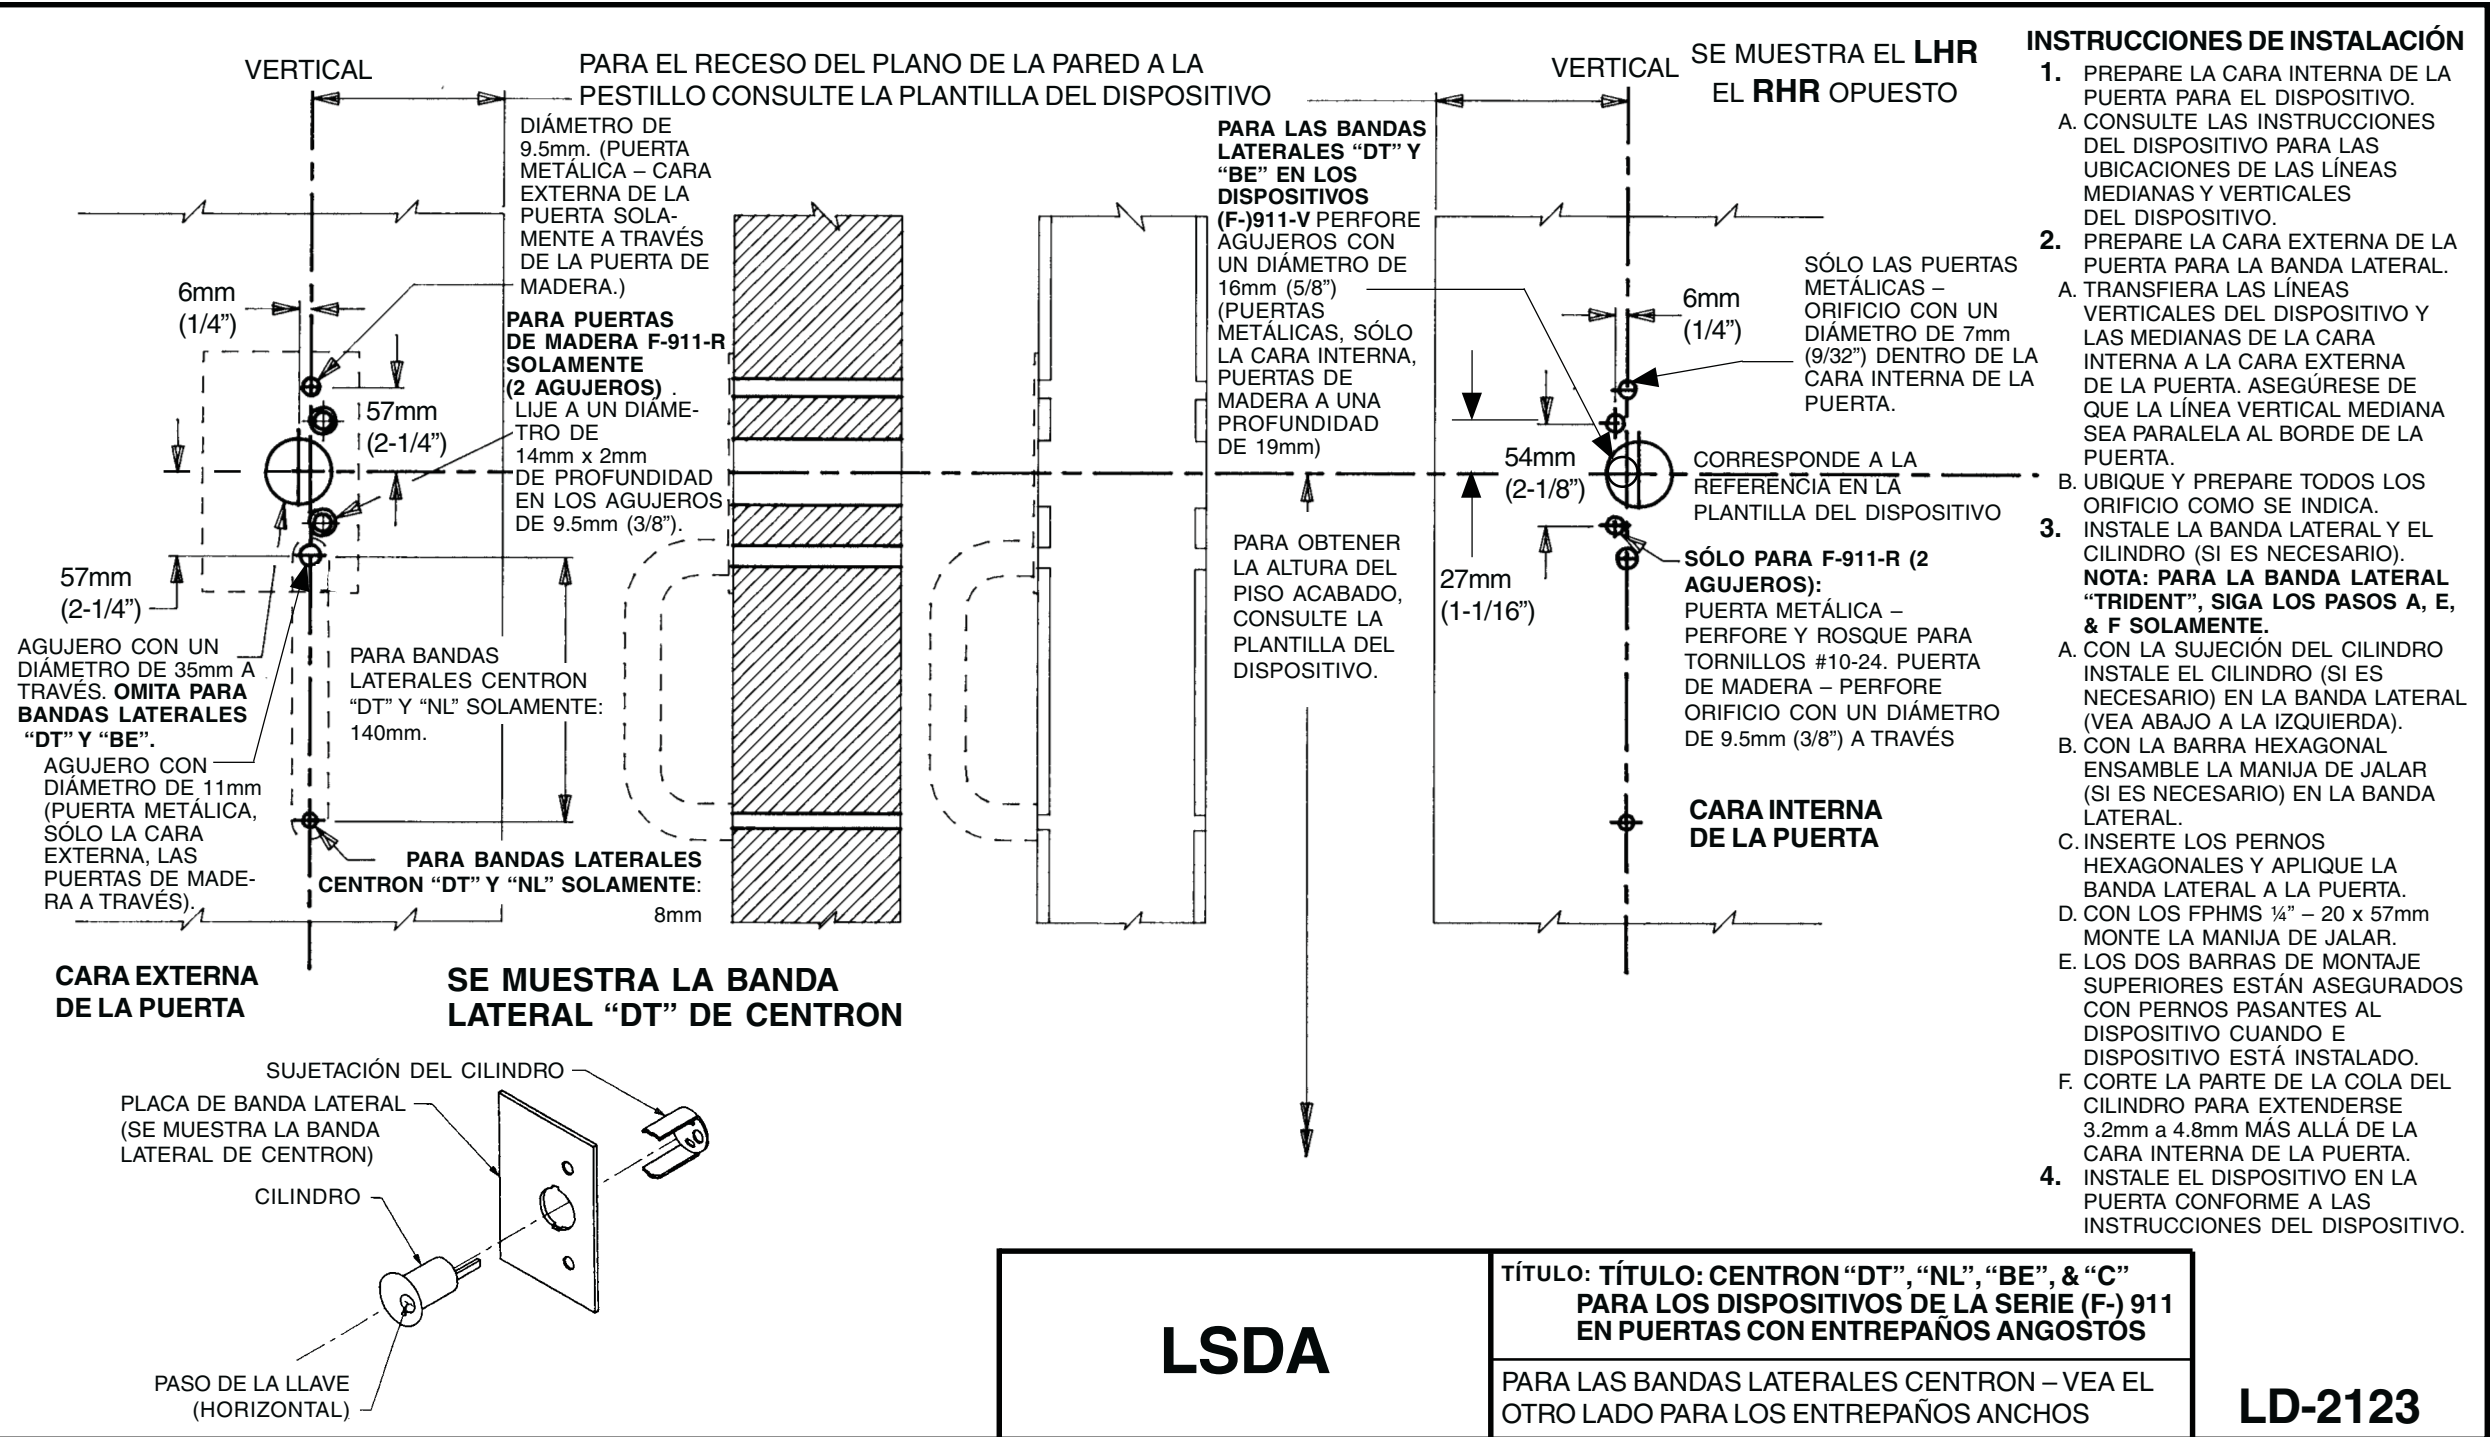 VERTICAL
PARA EL RECESO DEL PLANO DE LA PARED A LA
PESTILLO CONSULTE LA PLANTILLA DEL DISPOSITIVO
DIÁMETRO DE
9.5mm. (PUERTA
METÁLICA – CARA
EXTERNA DE LA
PUERTA SOLA-
MENTE A TRAVÉS
DE LA PUERTA DE
MADERA.)
6mm
(1/4”)
PARA PUERTAS
DE MADERA F-911-R
SOLAMENTE
(2 AGUJEROS) .
LIJE A UN DIÁME-
TRO DE
14mm x 2mm
DE PROFUNDIDAD
EN LOS AGUJEROS
DE 9.5mm (3/8”).
57mm
(2-1/4”)
57mm
(2-1/4”)
AGUJERO CON UN
DIÁMETRO DE 35mm A
TRAVÉS. OMITA PARA
BANDAS LATERALES
“DT” Y “BE”.
AGUJERO CON
DIÁMETRO DE 11mm
(PUERTA METÁLICA,
SÓLO LA CARA
EXTERNA, LAS
PUERTAS DE MADE-
RA A TRAVÉS).
PARA BANDAS
LATERALES CENTRON
“DT” Y “NL” SOLAMENTE:
140mm.
PARA BANDAS LATERALES
CENTRON “DT” Y “NL” SOLAMENTE:
8mm
CARA EXTERNA
DE LA PUERTA
SE MUESTRA LA BANDA
LATERAL “DT” DE CENTRON
PARA LAS BANDAS
LATERALES “DT” Y
“BE” EN LOS
DISPOSITIVOS
(F-)911-V PERFORE
AGUJEROS CON
UN DIÁMETRO DE
16mm (5/8”)
(PUERTAS
METÁLICAS, SÓLO
LA CARA INTERNA,
PUERTAS DE
MADERA A UNA
PROFUNDIDAD
DE 19mm)
PARA OBTENER
LA ALTURA DEL
PISO ACABADO,
CONSULTE LA
PLANTILLA DEL
DISPOSITIVO.
VERTICAL
SE MUESTRA EL LHR
EL RHR OPUESTO
SÓLO LAS PUERTAS
METÁLICAS –
ORIFICIO CON UN
DIÁMETRO DE 7mm
(9/32”) DENTRO DE LA
CARA INTERNA DE LA
PUERTA.
6mm
(1/4”)
54mm
(2-1/8”)
27mm
(1-1/16”)
CORRESPONDE A LA
REFERENCIA EN LA
PLANTILLA DEL DISPOSITIVO
SÓLO PARA F-911-R (2
AGUJEROS):
PUERTA METÁLICA –
PERFORE Y ROSQUE PARA
TORNILLOS #10-24. PUERTA
DE MADERA – PERFORE
ORIFICIO CON UN DIÁMETRO
DE 9.5mm (3/8”) A TRAVÉS
CARA INTERNA
DE LA PUERTA
INSTRUCCIONES DE INSTALACIÓN
1. PREPARE LA CARA INTERNA DE LA
PUERTA PARA EL DISPOSITIVO.
A. CONSULTE LAS INSTRUCCIONES
DEL DISPOSITIVO PARA LAS
UBICACIONES DE LAS LÍNEAS
MEDIANAS Y VERTICALES
DEL DISPOSITIVO.
2. PREPARE LA CARA EXTERNA DE LA
PUERTA PARA LA BANDA LATERAL.
A. TRANSFIERA LAS LÍNEAS
VERTICALES DEL DISPOSITIVO Y
LAS MEDIANAS DE LA CARA
INTERNA A LA CARA EXTERNA
DE LA PUERTA. ASEGÚRESE DE
QUE LA LÍNEA VERTICAL MEDIANA
SEA PARALELA AL BORDE DE LA
PUERTA.
B. UBIQUE Y PREPARE TODOS LOS
ORIFICIO COMO SE INDICA.
3. INSTALE LA BANDA LATERAL Y EL
CILINDRO (SI ES NECESARIO).
NOTA: PARA LA BANDA LATERAL
“TRIDENT”, SIGA LOS PASOS A, E,
& F SOLAMENTE.
A. CON LA SUJECIÓN DEL CILINDRO
INSTALE EL CILINDRO (SI ES
NECESARIO) EN LA BANDA LATERAL
(VEA ABAJO A LA IZQUIERDA).
B. CON LA BARRA HEXAGONAL
ENSAMBLE LA MANIJA DE JALAR
(SI ES NECESARIO) EN LA BANDA
LATERAL.
C. INSERTE LOS PERNOS
HEXAGONALES Y APLIQUE LA
BANDA LATERAL A LA PUERTA.
D. CON LOS FPHMS ¼” – 20 x 57mm
MONTE LA MANIJA DE JALAR.
E. LOS DOS BARRAS DE MONTAJE
SUPERIORES ESTÁN ASEGURADOS
CON PERNOS PASANTES AL
DISPOSITIVO CUANDO E
DISPOSITIVO ESTÁ INSTALADO.
F. CORTE LA PARTE DE LA COLA DEL
CILINDRO PARA EXTENDERSE
3.2mm a 4.8mm MÁS ALLÁ DE LA
CARA INTERNA DE LA PUERTA.
4. INSTALE EL DISPOSITIVO EN LA
PUERTA CONFORME A LAS
INSTRUCCIONES DEL DISPOSITIVO.
SUJETACIÓN DEL CILINDRO
PLACA DE BANDA LATERAL
(SE MUESTRA LA BANDA
LATERAL DE CENTRON)
CILINDRO
PASO DE LA LLAVE
(HORIZONTAL)
LSDA
TÍTULO: TÍTULO: CENTRON “DT”, “NL”, “BE”, & “C”
PARA LOS DISPOSITIVOS DE LA SERIE (F-) 911
EN PUERTAS CON ENTREPAÑOS ANGOSTOS
PARA LAS BANDAS LATERALES CENTRON – VEA EL
OTRO LADO PARA LOS ENTREPAÑOS ANCHOS
LD-2123